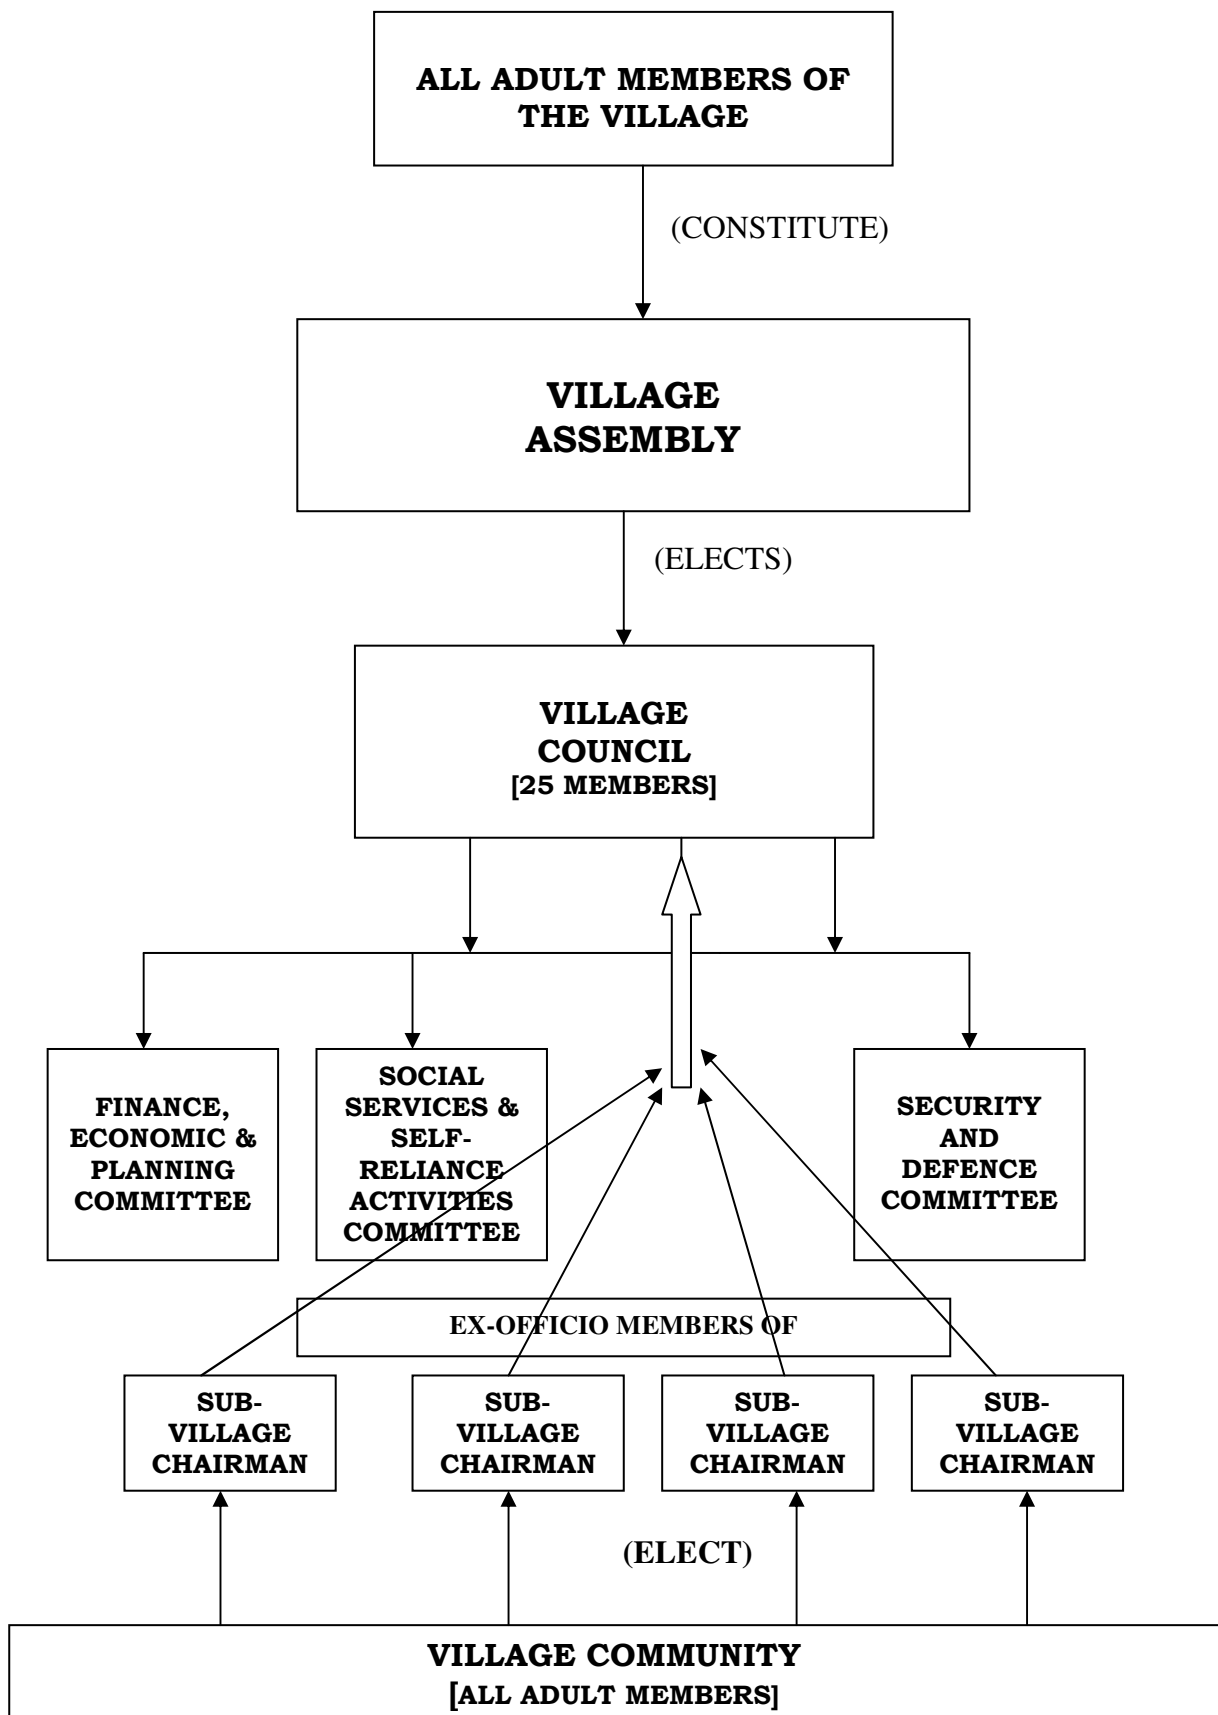 ALL ADULT MEMBERS OF
THE VILLAGE
(CONSTITUTE)
VILLAGE
ASSEMBLY
(ELECTS)
VILLAGE
COUNCIL
[25 MEMBERS]
FINANCE,
ECONOMIC &
PLANNING
COMMITTEE
SOCIAL
SERVICES &
SELF-
RELIANCE
ACTIVITIES
COMMITTEE
SECURITY
AND
DEFENCE
COMMITTEE
EX-OFFICIO MEMBERS OF
SUB-
VILLAGE
CHAIRMAN
SUB-
VILLAGE
CHAIRMAN
SUB-
VILLAGE
CHAIRMAN
SUB-
VILLAGE
CHAIRMAN
(ELECT)
VILLAGE COMMUNITY
[ALL ADULT MEMBERS]